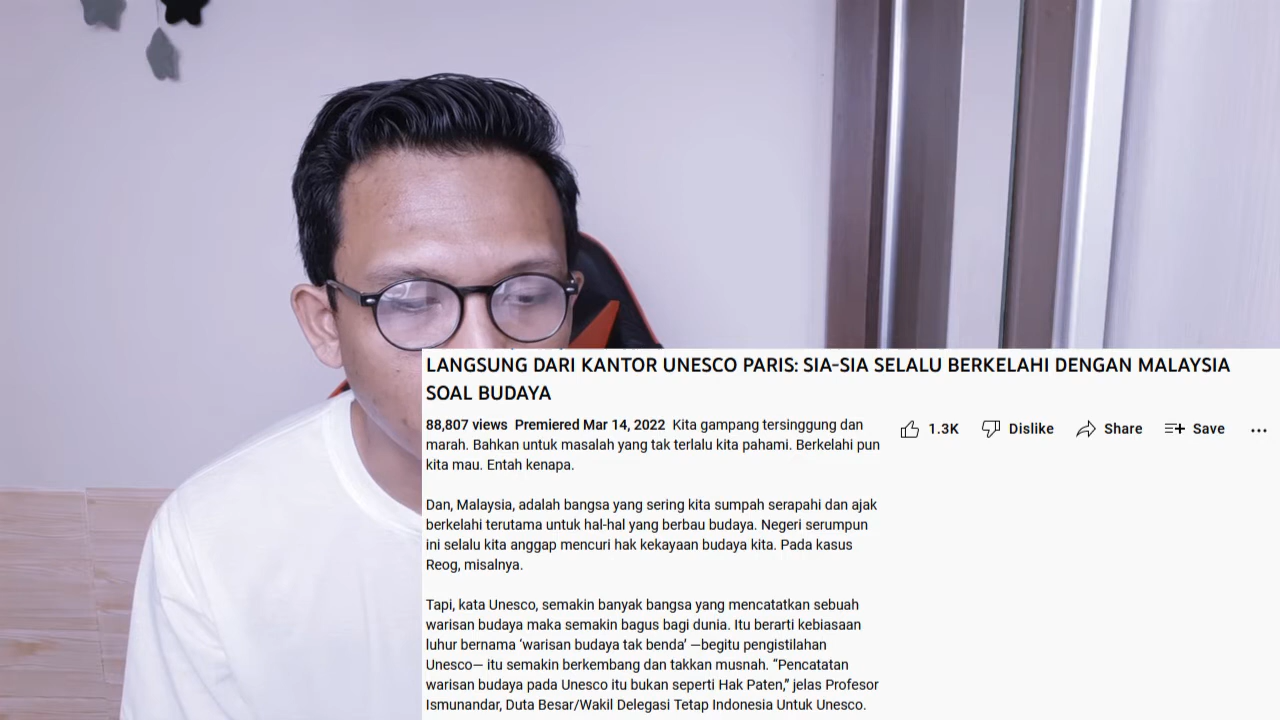 LANGSUNG DARI KANTOR UNESCO PARIS: SIA-SIA SELALU BERKELAHI DENGAN MALAYSIA
SOAL BUDAYA
88,807 views Premiered Mar 14, 2022 Kita gampang tersinggung dan
marah. Bahkan untuk masalah yang tak terlalu kita pahami. Berkelahi pun
kita mau. Entah kenapa.
1.3K Dislike Share Save ...
Dan, Malaysia, adalah bangsa yang sering kita sumpah serapahi dan ajak
berkelahi terutama untuk hal-hal yang berbau budaya. Negeri serumpun
ini selalu kita anggap mencuri hak kekayaan budaya kita. Pada kasus
Reog, misalnya.
Tapi, kata Unesco, semakin banyak bangsa yang mencatatkan sebuah
warisan budaya maka semakin bagus bagi dunia. Itu berarti kebiasaan
luhur bernama ‘warisan budaya tak benda’ —begitu pengistilahan
Unesco— itu semakin berkembang dan takkan musnah. “Pencatatan
warisan budaya pada Unesco itu bukan seperti Hak Paten,” jelas Profesor
Ismunandar, Duta Besar/Wakil Delegasi Tetap Indonesia Untuk Unesco.